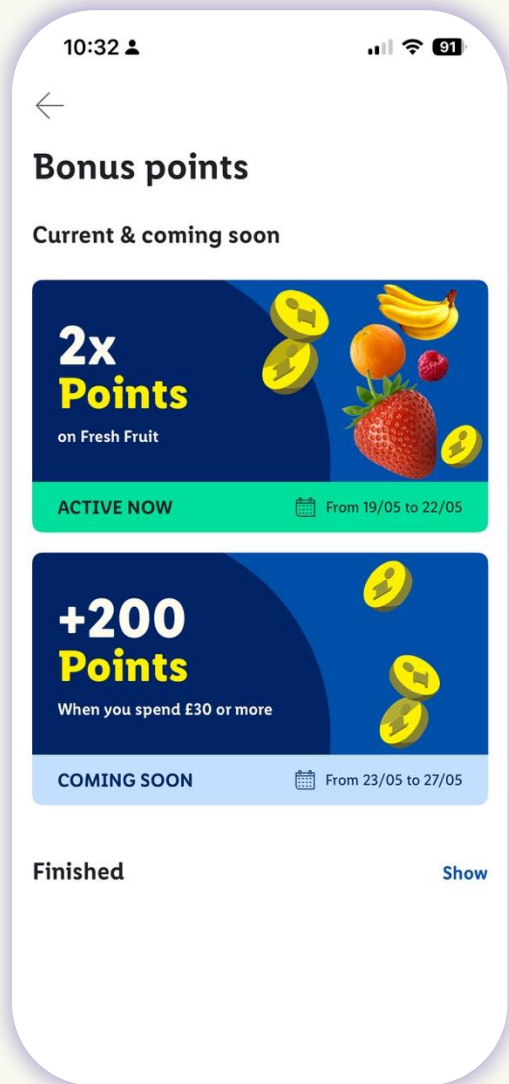 10:32
91
Bonus points
Current & coming soon
2x
Points
on Fresh Fruit
ACTIVE NOW
From 19/05 to 22/05
+200
Points
When you spend £30 or more
COMING SOON
From 23/05 to 27/05
Finished
Show